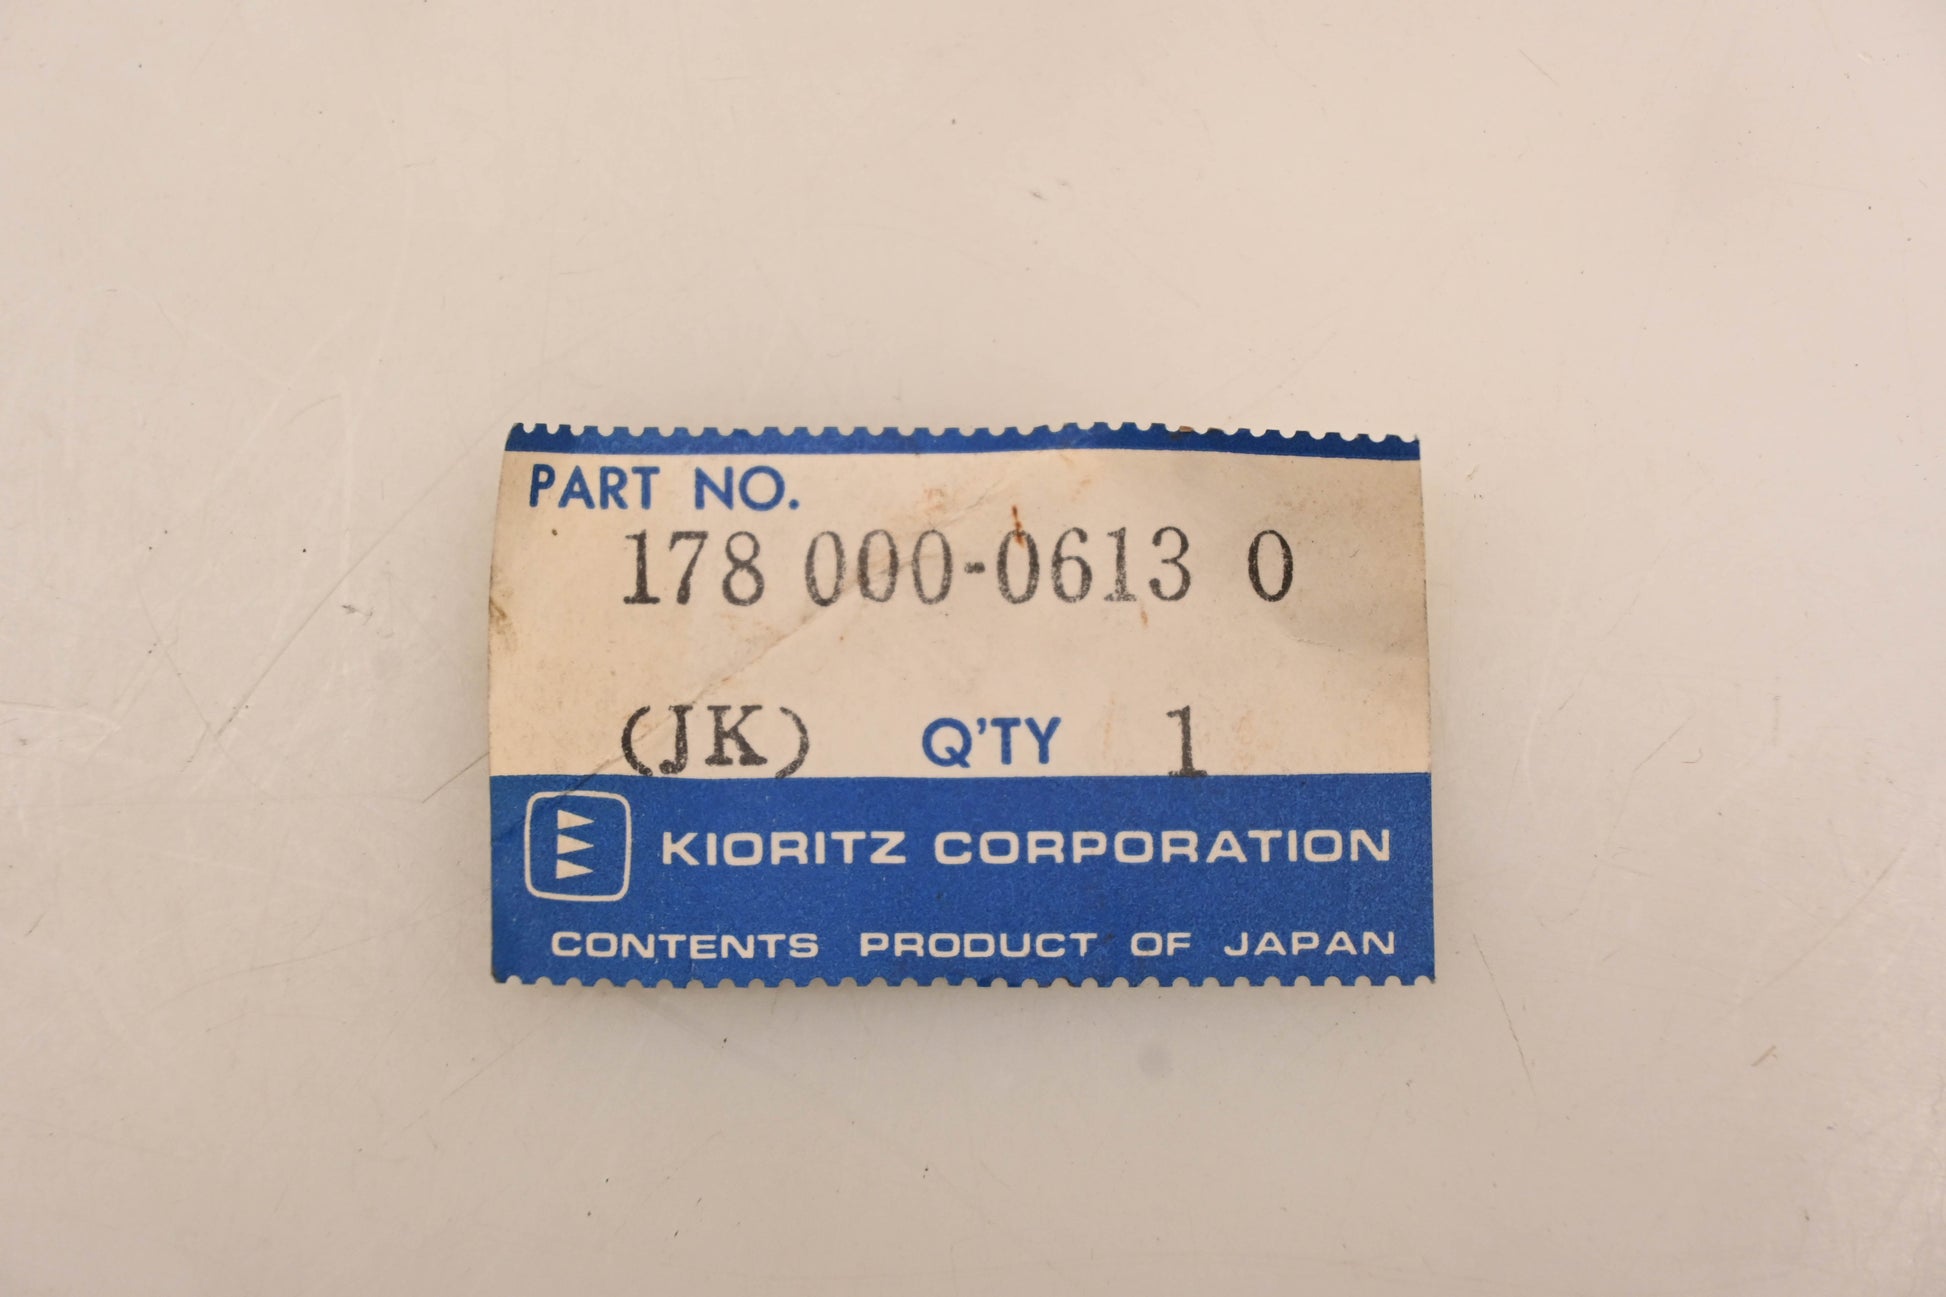 PART NO.
178 000-0613 0
(JK) Q'TY 1
KIORITZ CORPORATION
CONTENTS PRODUCT OF JAPAN